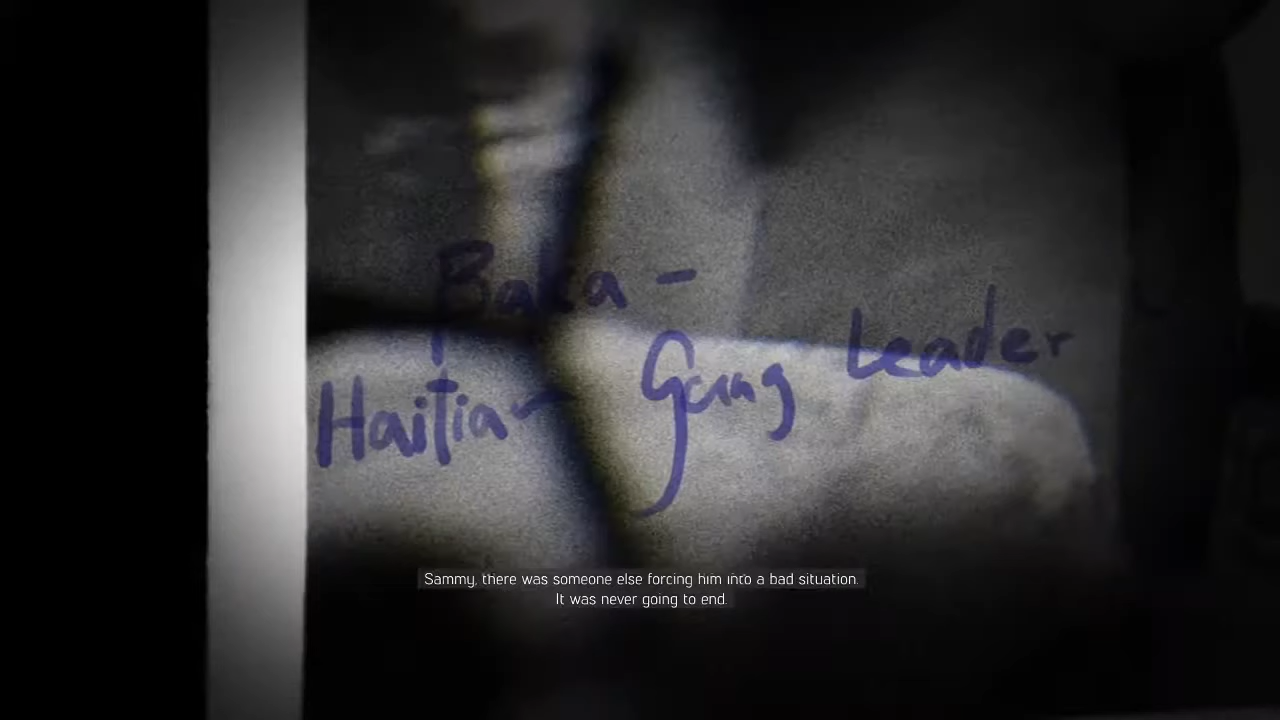 Baka -
Haitian Gang Leader
Sammy, there was someone else forcing him into a bad situation.
It was never going to end.